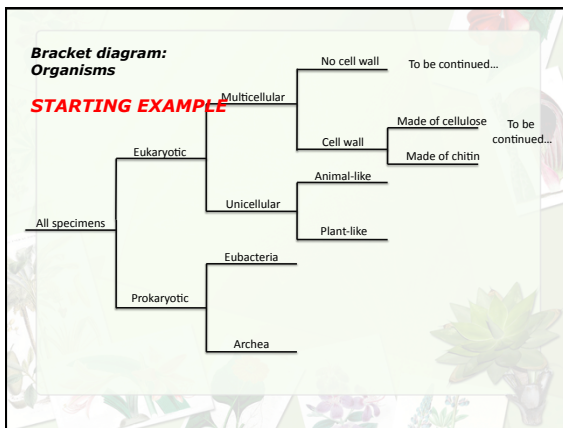 Bracket diagram:
Organisms
STARTING EXAMPLE
No cell wall
To be continued…
Multicellular
Made of cellulose
To be
continued…
Cell wall
Made of chitin
Eukaryotic
Animal-like
Unicellular
Plant-like
All specimens
Eubacteria
Prokaryotic
Archea